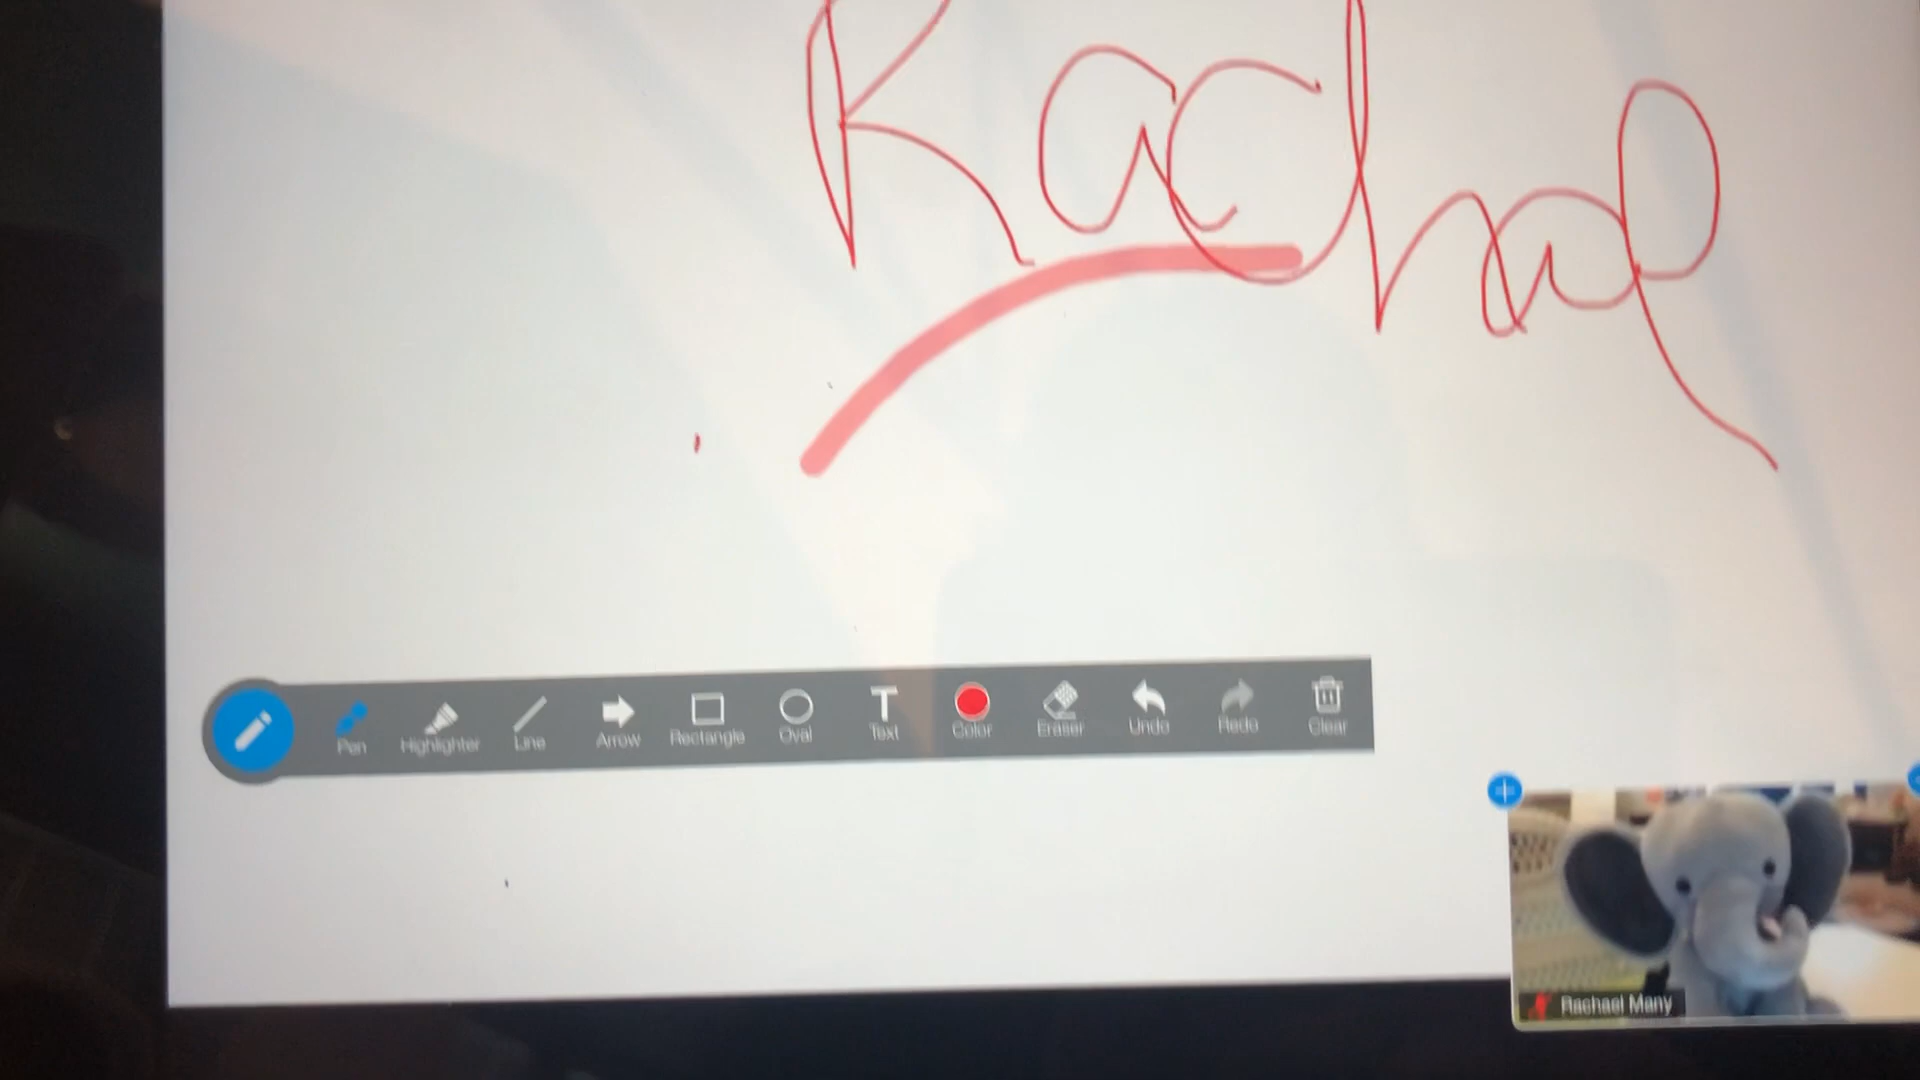 Rachael
Pen Highlighter Line Arrow Rectangle Oval Text Color Eraser Undo Redo Clear
Rachael Many